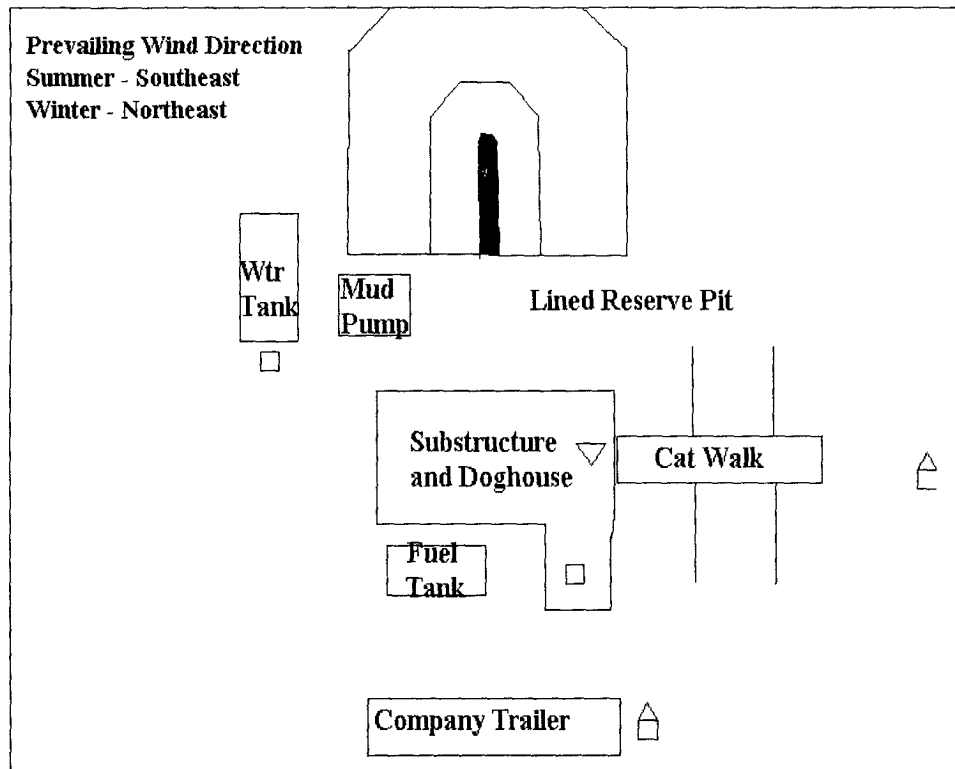 Prevailing Wind Direction
Summer - Southeast
Winter - Northeast
Wtr
Tank
Mud
Pump
Lined Reserve Pit
Substructure
and Doghouse
Cat Walk
Fuel
Tank
Company Trailer